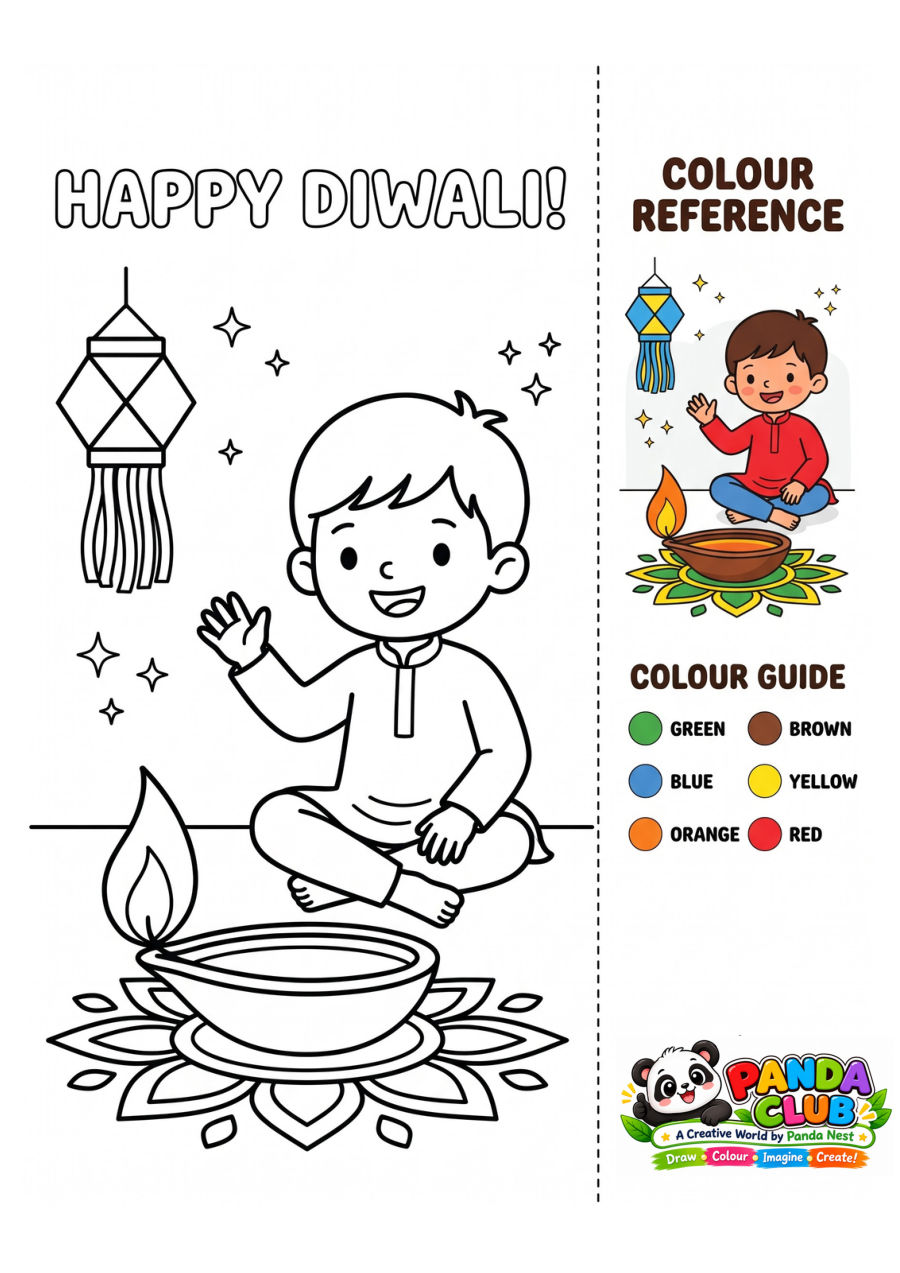 HAPPY DIWALI!
COLOUR
REFERENCE
COLOUR GUIDE
GREEN
BROWN
BLUE
YELLOW
ORANGE
RED
PANDA
CLUB
A Creative World by Panda Nest
Draw • Colour • Imagine • Create!